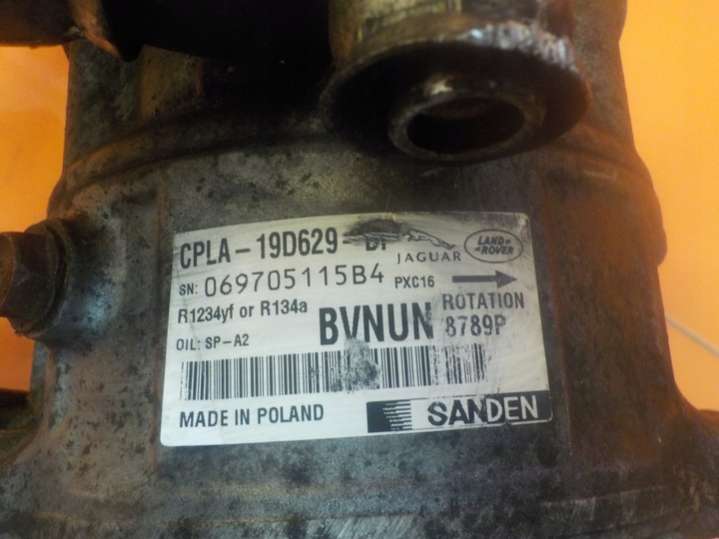 CPLA-19D629-
JAGUAR
LAND ROVER
SN: 069705115B4 PXC16
R1234yf or R134a
BVNUN
ROTATION
8789P
OIL: SP-A2
MADE IN POLAND
SANDEN